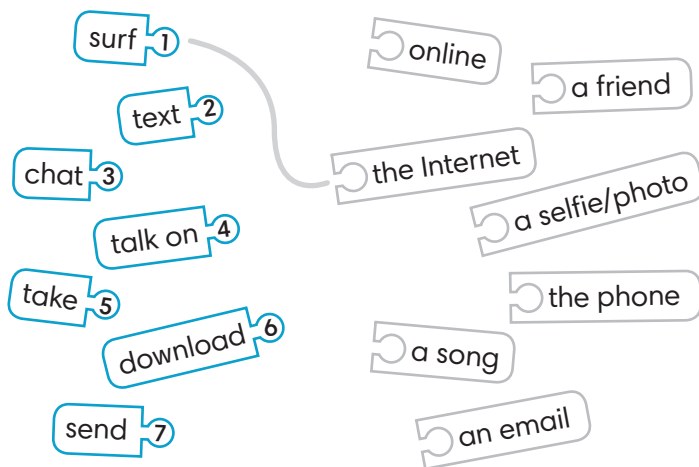 surf 1
text 2
chat 3
talk on 4
take 5
download 6
send 7
online
a friend
the Internet
a selfie/photo
the phone
a song
an email